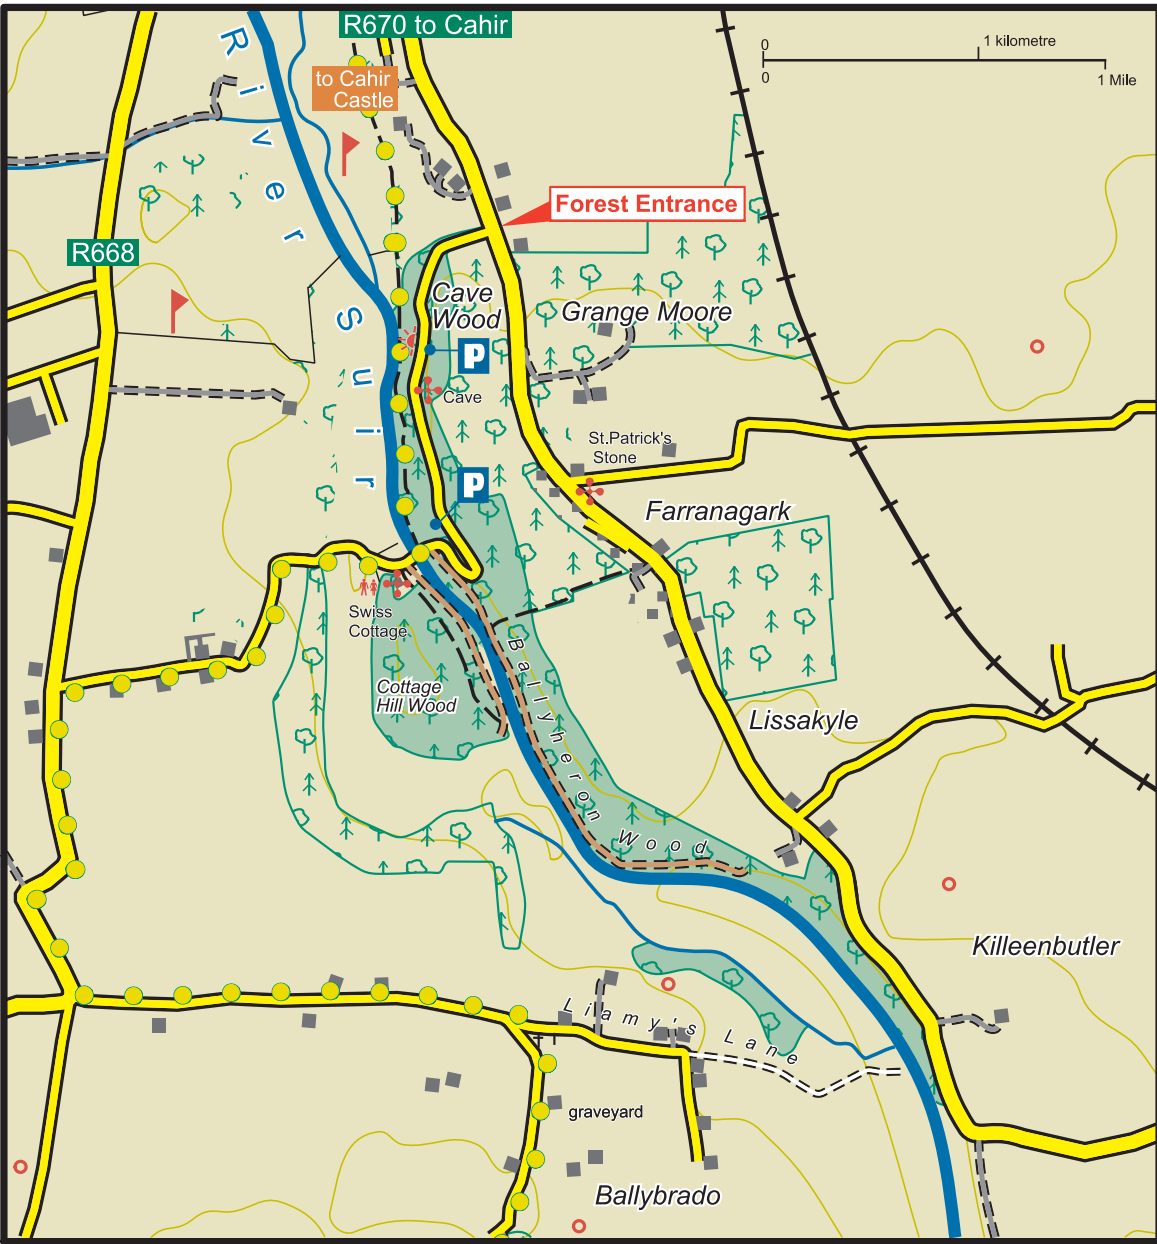 R670 to Cahir
0
1 kilometre
0
1 Mile
to Cahir
Castle
River Suir
Forest Entrance
R668
Cave
Wood
Grange Moore
P
Cave
St.Patrick's
Stone
P
Farranagark
Swiss
Cottage
Ballyheron Wood
Cottage
Hill Wood
Lissakyle
Killeenbutler
Liamy's Lane
graveyard
Ballybrado